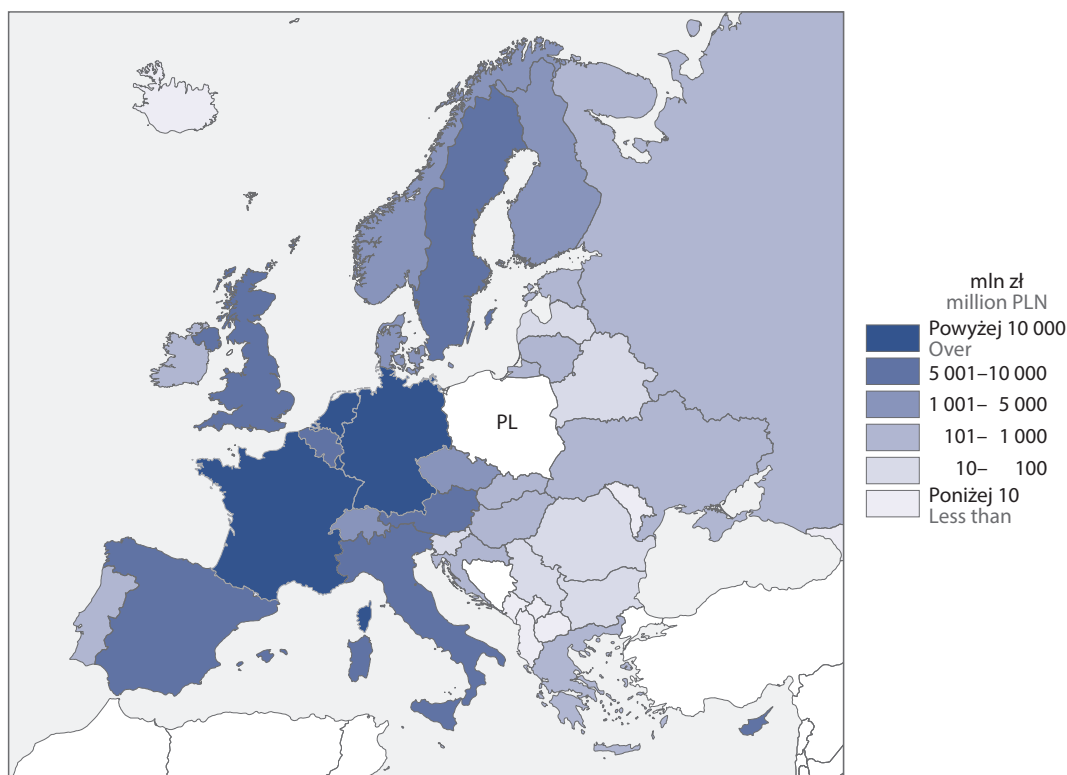 PL
mln zł
million PLN
Powyżej 10 000
Over
5 001–10 000
1 001– 5 000
101– 1 000
10– 100
Poniżej 10
Less than